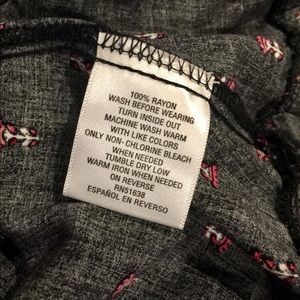 100% RAYON
WASH BEFORE WEARING
TURN INSIDE OUT
MACHINE WASH WARM
WITH LIKE COLORS
ONLY NON-CHLORINE BLEACH
WHEN NEEDED
TUMBLE DRY LOW
WARM IRON WHEN NEEDED
ON REVERSE
RN51638
ESPAÑOL EN REVERSO